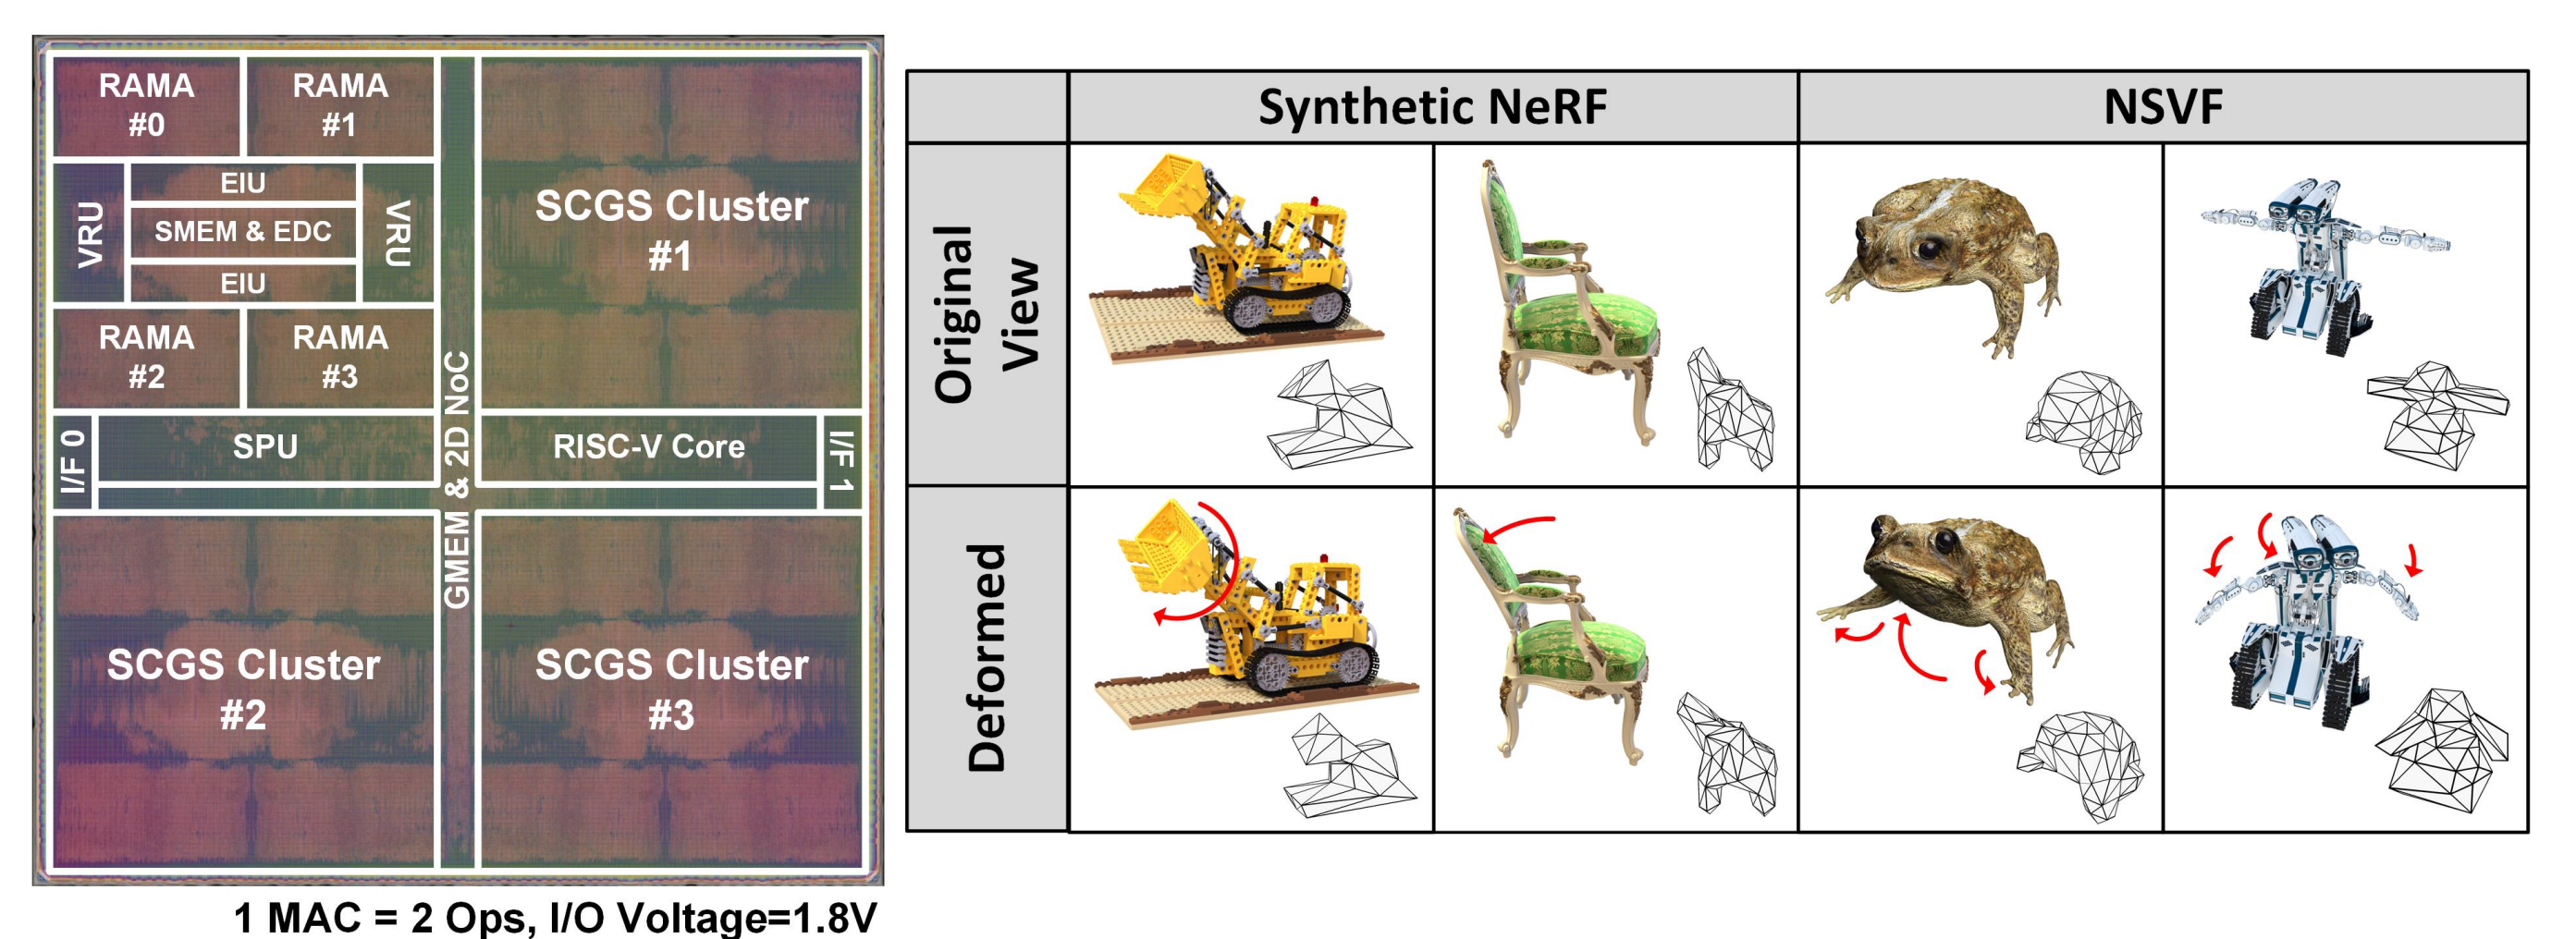 RAMA
#0
RAMA
#1
VRU
EIU
SMEM & EDC
EIU
VRU
RAMA
#2
RAMA
#3
SCGS Cluster
#1
GMEM & 2D NoC
I/F 0
SPU
RISC-V Core
I/F 1
SCGS Cluster
#2
SCGS Cluster
#3
1 MAC = 2 Ops, I/O Voltage=1.8V
Synthetic NeRF
NSVF
Original
View
Deformed